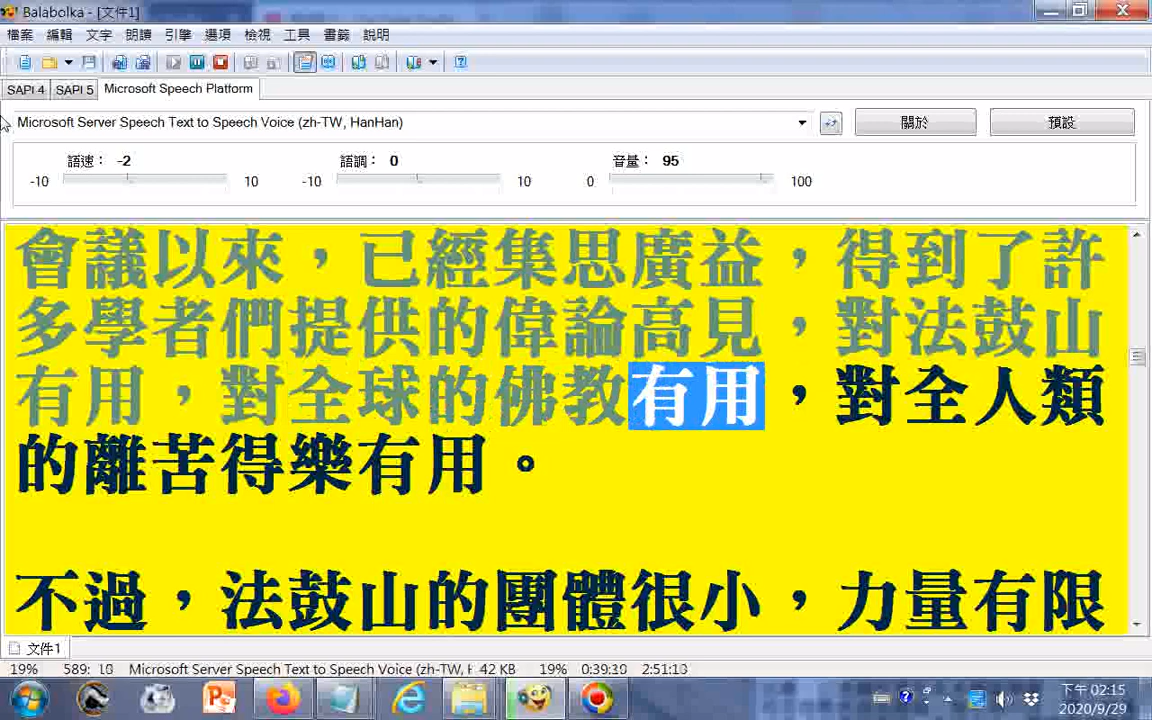 Balabolka - [文件1]
檔案 編輯 文字 朗讀 引擎 選項 檢視 工具 書籤 說明
SAPI 4 SAPI 5 Microsoft Speech Platform
Microsoft Server Speech Text to Speech Voice (zh-TW, HanHan) 關於 預設
語速： -2 語調： 0 音量： 95
-10 10 -10 10 0 100
會議以來，已經集思廣益，得到了許
多學者們提供的偉論高見，對法鼓山
有用，對全球的佛教有用，對全人類
的離苦得樂有用。
不過，法鼓山的團體很小，力量有限
文件1
19% 589: 18 Microsoft Server Speech Text to Speech Voice (zh-TW, H 42 KB 19% 0:39:39 2:51:13
下午 02:15
2020/9/29